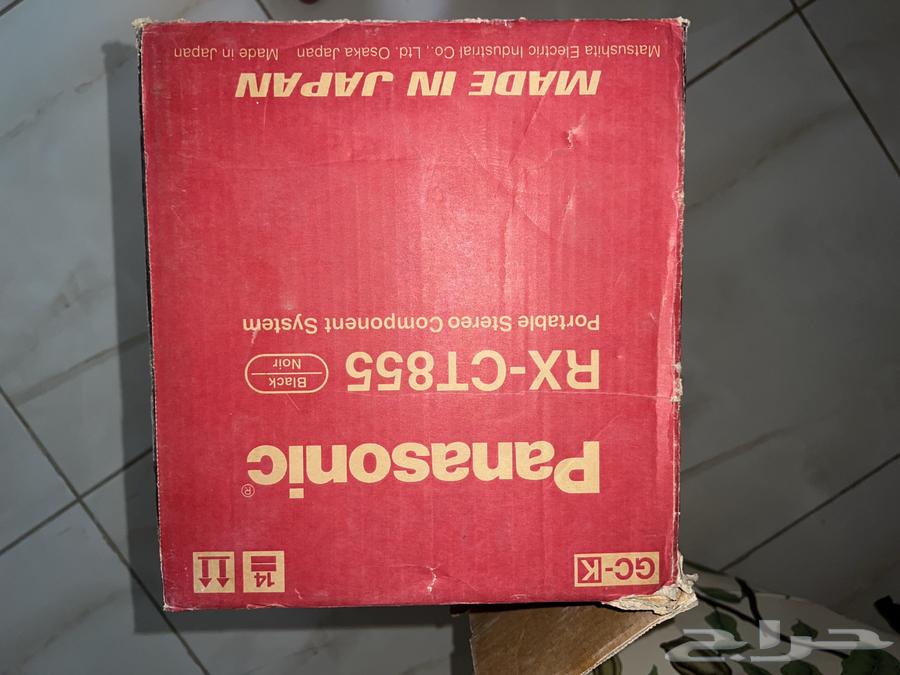 GC-K
14
Panasonic®
RX-CT855
Black
Noir
Portable Stereo Component System
MADE IN JAPAN
Matsushita Electric Industrial Co., Ltd. Osaka Japan Made in Japan
حراج